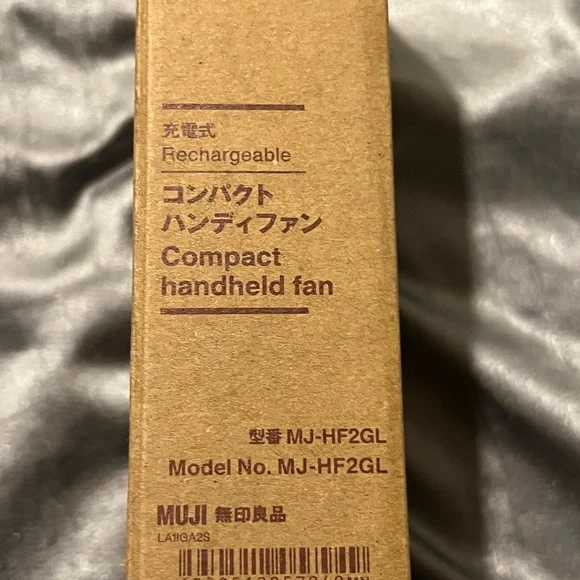 充電式
Rechargeable
コンパクト
ハンディファン
Compact
handheld fan
型番 MJ-HF2GL
Model No. MJ-HF2GL
MUJI 無印良品
LA1IGA2S